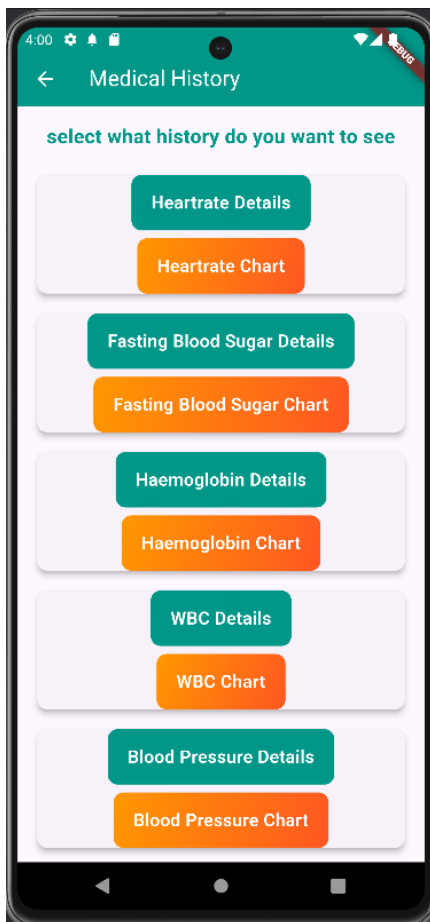 4:00
DEBUG
Medical History
select what history do you want to see
Heartrate Details
Heartrate Chart
Fasting Blood Sugar Details
Fasting Blood Sugar Chart
Haemoglobin Details
Haemoglobin Chart
WBC Details
WBC Chart
Blood Pressure Details
Blood Pressure Chart